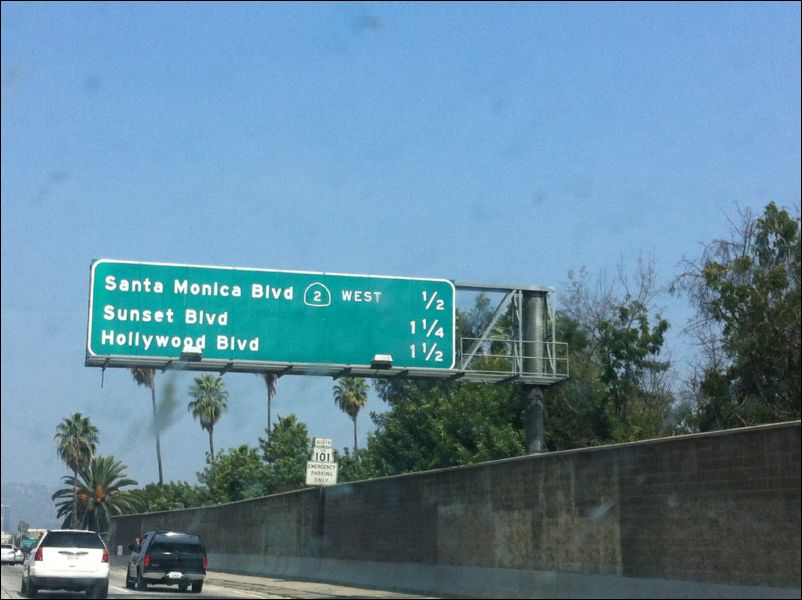 Santa Monica Blvd 2 WEST 1/2
Sunset Blvd 1 1/4
Hollywood Blvd 1 1/2
NORTH
101
EMERGENCY
PARKING
ONLY